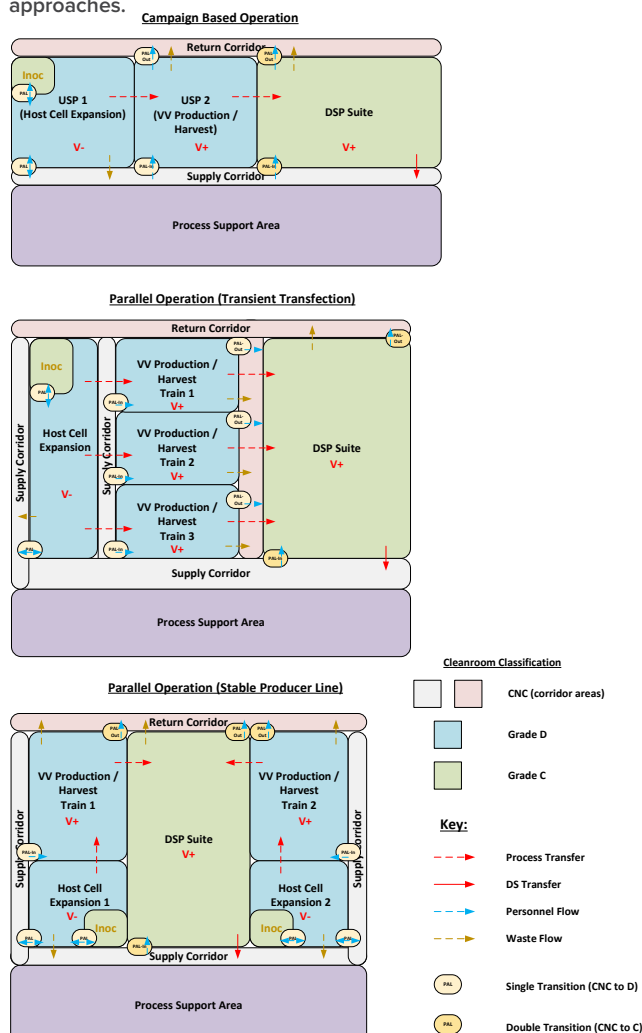 approaches.
Campaign Based Operation
Return Corridor
PAL-
Out
PAL-
Out
Inoc
PAL
USP 1
(Host Cell Expansion)
V-
USP 2
(VV Production /
Harvest)
V+
DSP Suite
V+
PAL
PAL-In
PAL-In
Supply Corridor
Process Support Area
Parallel Operation (Transient Transfection)
Return Corridor
PAL-
Out
Supply Corridor
Inoc
PAL
Host Cell
Expansion
V-
PAL
Supply Corridor
VV Production /
Harvest
Train 1
V+
PAL-
Out
PAL-In
VV Production /
Harvest
Train 2
V+
PAL-
Out
PAL-In
VV Production /
Harvest
Train 3
V+
PAL-
Out
PAL-In
DSP Suite
V+
PAL-In
Supply Corridor
Process Support Area
Parallel Operation (Stable Producer Line)
Return Corridor
PAL-
Out
PAL-
Out
PAL-
Out
Supply Corridor
VV Production /
Harvest
Train 1
V+
PAL-In
Host Cell
Expansion 1
V-
Inoc
PAL
PAL
DSP Suite
V+
PAL-In
VV Production /
Harvest
Train 2
V+
PAL-In
Host Cell
Expansion 2
V-
Inoc
PAL
PAL
Supply Corridor
Supply Corridor
Process Support Area
Cleanroom Classification
CNC (corridor areas)
Grade D
Grade C
Key:
Process Transfer
DS Transfer
Personnel Flow
Waste Flow
PAL
Single Transition (CNC to D)
PAL
Double Transition (CNC to C)